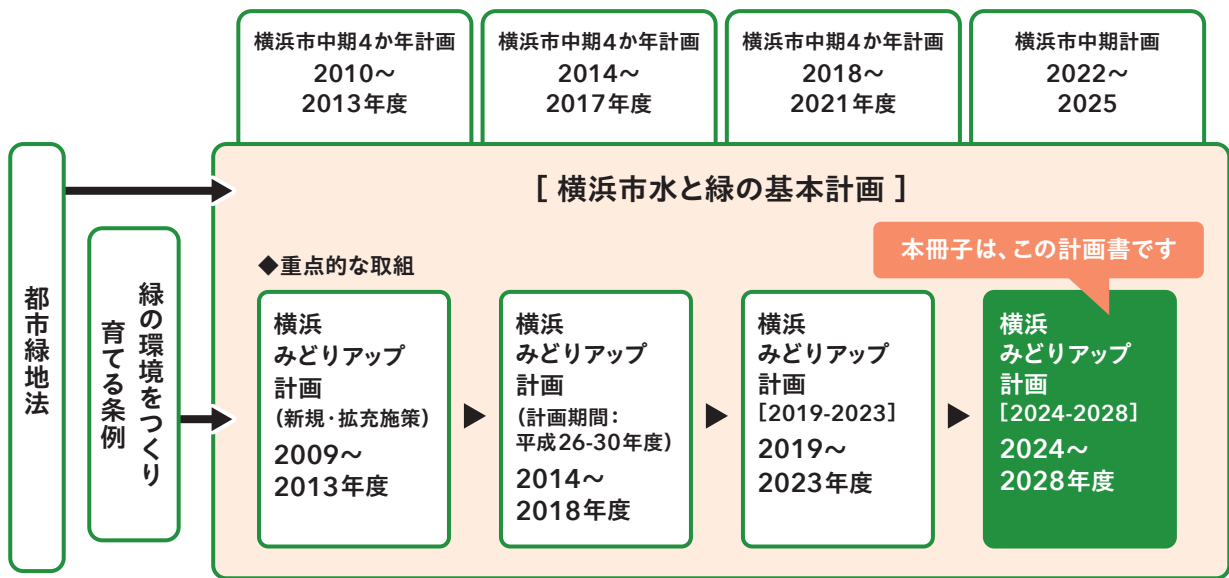 横浜市中期4か年計画
2010～
2013年度
横浜市中期4か年計画
2014～
2017年度
横浜市中期4か年計画
2018～
2021年度
横浜市中期計画
2022～
2025
都市緑地法
緑の環境をつくり
育てる条例
［ 横浜市水と緑の基本計画 ］
本冊子は、この計画書です
◆重点的な取組
横浜
みどりアップ
計画
(新規・拡充施策)
2009～
2013年度
横浜
みどりアップ
計画
(計画期間：
平成26-30年度)
2014～
2018年度
横浜
みどりアップ
計画
［2019-2023］
2019～
2023年度
横浜
みどりアップ
計画
［2024-2028］
2024～
2028年度